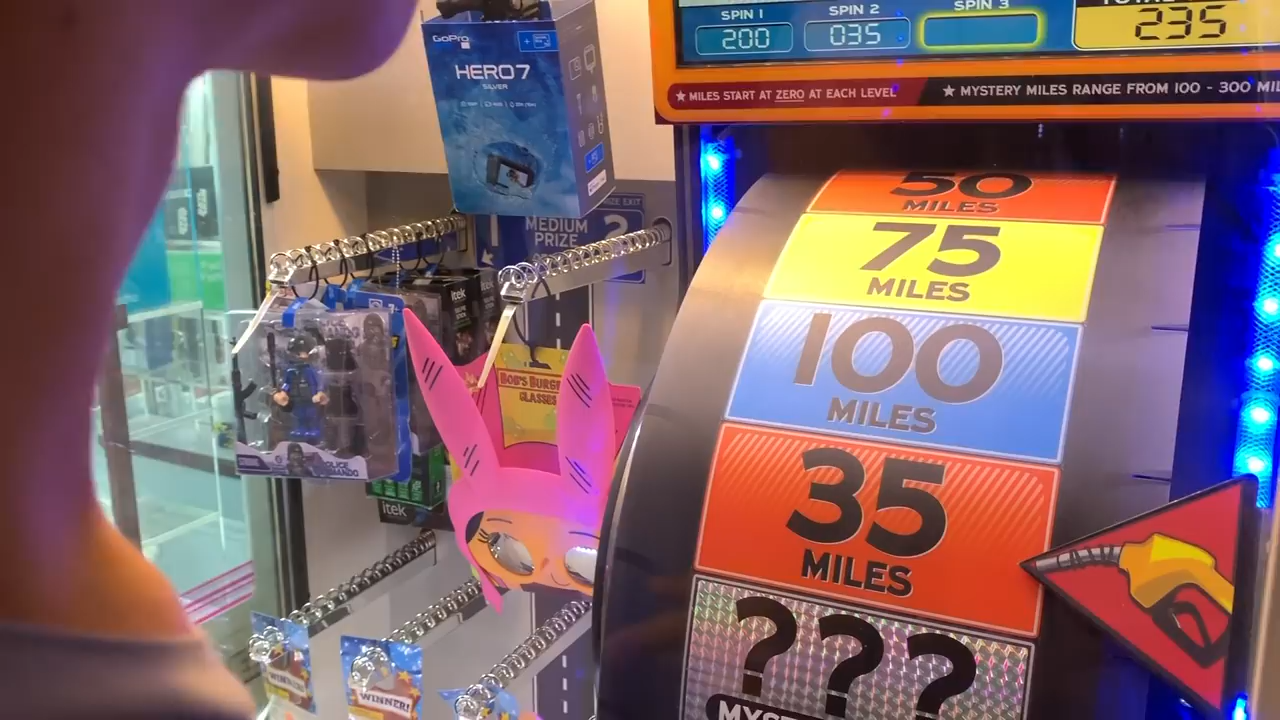 SPIN 1
SPIN 2
SPIN 3
200
035
235
★ MILES START AT ZERO AT EACH LEVEL
★ MYSTERY MILES RANGE FROM 100 - 300
GoPro
HERO7
SILVER
MEDIUM
PRIZE
2
50
MILES
75
MILES
100
MILES
35
MILES
???
itek
BOB'S
GLASSES
itek
WINNER!
WINNER!